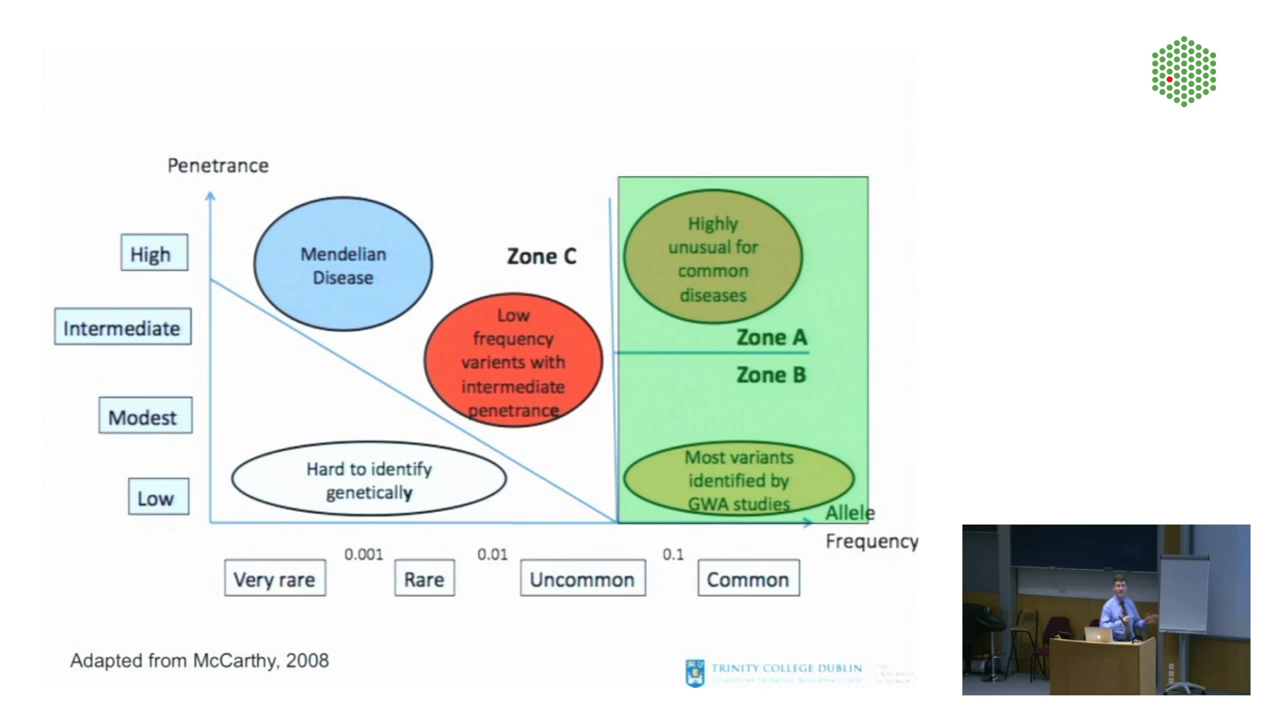 Penetrance
High
Intermediate
Modest
Low
Mendelian
Disease
Zone C
Low
frequency
varients with
intermediate
penetrance
Hard to identify
genetically
Highly
unusual for
common
diseases
Zone A
Zone B
Most variants
identified by
GWA studies
Allele
Frequency
0.001
0.01
0.1
Very rare
Rare
Uncommon
Common
Adapted from McCarthy, 2008
TRINITY COLLEGE DUBLIN